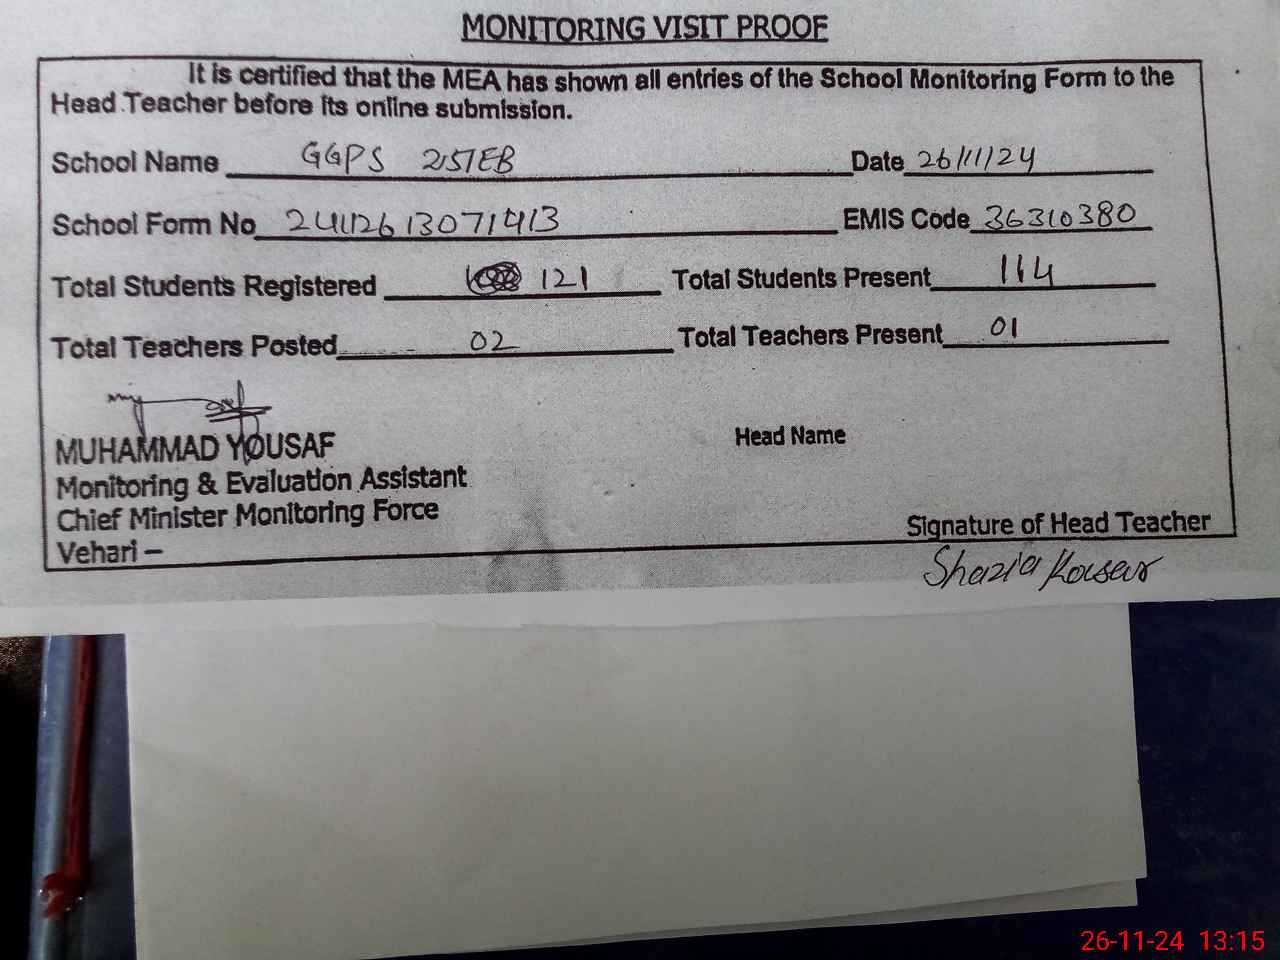 MONITORING VISIT PROOF
It is certified that the MEA has shown all entries of the School Monitoring Form to the
Head Teacher before its online submission.
School Name GGPS 251EB Date 26/11/24
School Form No 24112613071413 EMIS Code 36310380
Total Students Registered 121 Total Students Present 114
Total Teachers Posted 02 Total Teachers Present 01
MUHAMMAD YOUSAF
Head Name
Monitoring & Evaluation Assistant
Chief Minister Monitoring Force
Signature of Head Teacher
Vehari –
Shazia Kousar
26-11-24 13:15